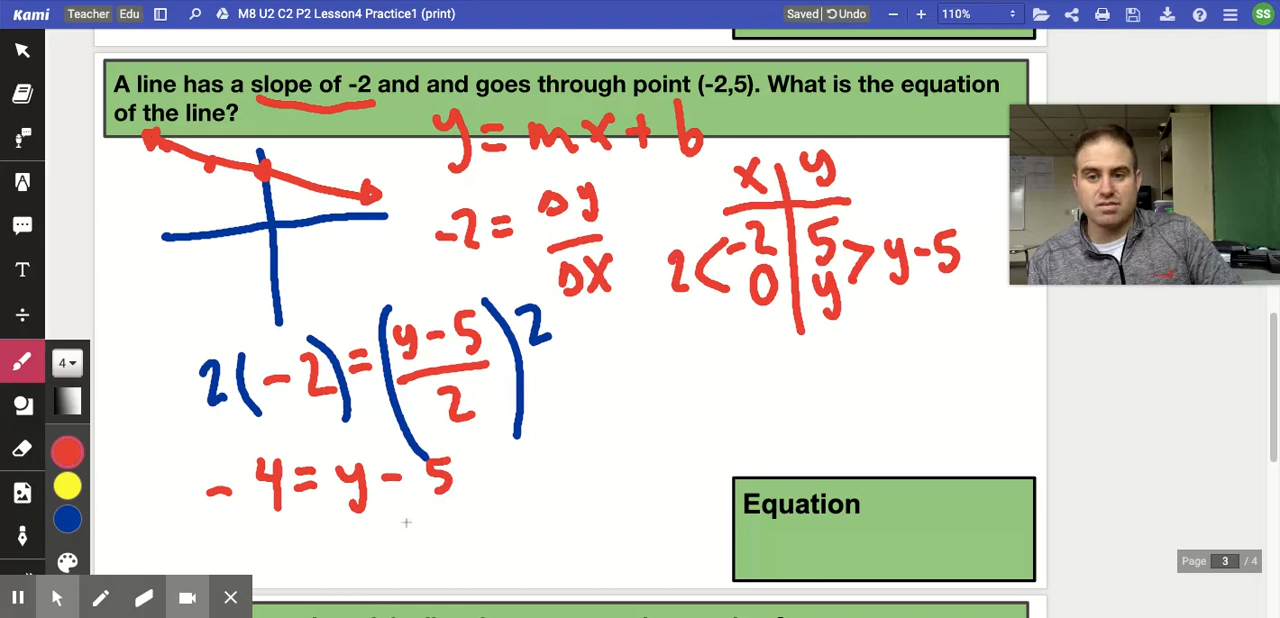 Kami Teacher Edu M8 U2 C2 P2 Lesson4 Practice1 (print) Saved Undo 110% SS
A line has a slope of -2 and and goes through point (-2,5). What is the equation
of the line?
y = mx + b
-2 = Δy / Δx
x y
2 < -2 5 > y - 5
0 y
2(-2) = (y - 5 / 2) 2
4
- 4 = y - 5
Equation
T
Page 3 / 4